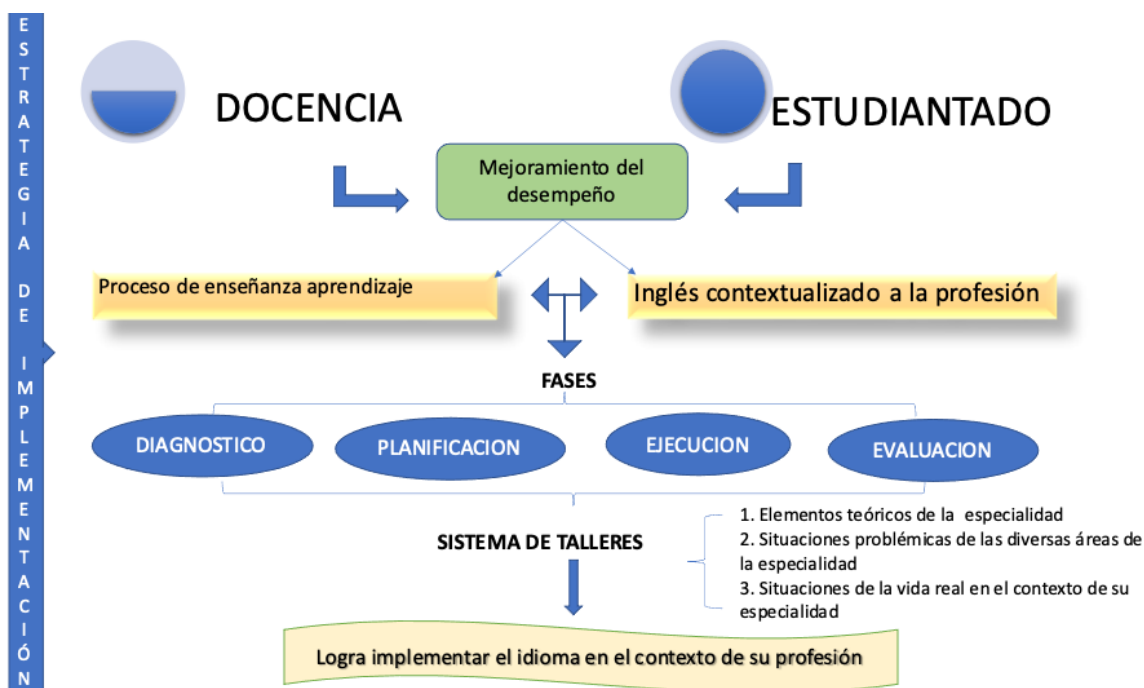 ESTRATEGIA DE IMPLEMENTACIÓN
DOCENCIA
ESTUDIANTADO
Mejoramiento del
desempeño
Proceso de enseñanza aprendizaje
Inglés contextualizado a la profesión
FASES
DIAGNOSTICO
PLANIFICACION
EJECUCION
EVALUACION
SISTEMA DE TALLERES
1. Elementos teóricos de la especialidad
2. Situaciones problémicas de las diversas áreas de
la especialidad
3. Situaciones de la vida real en el contexto de su
especialidad
Logra implementar el idioma en el contexto de su profesión